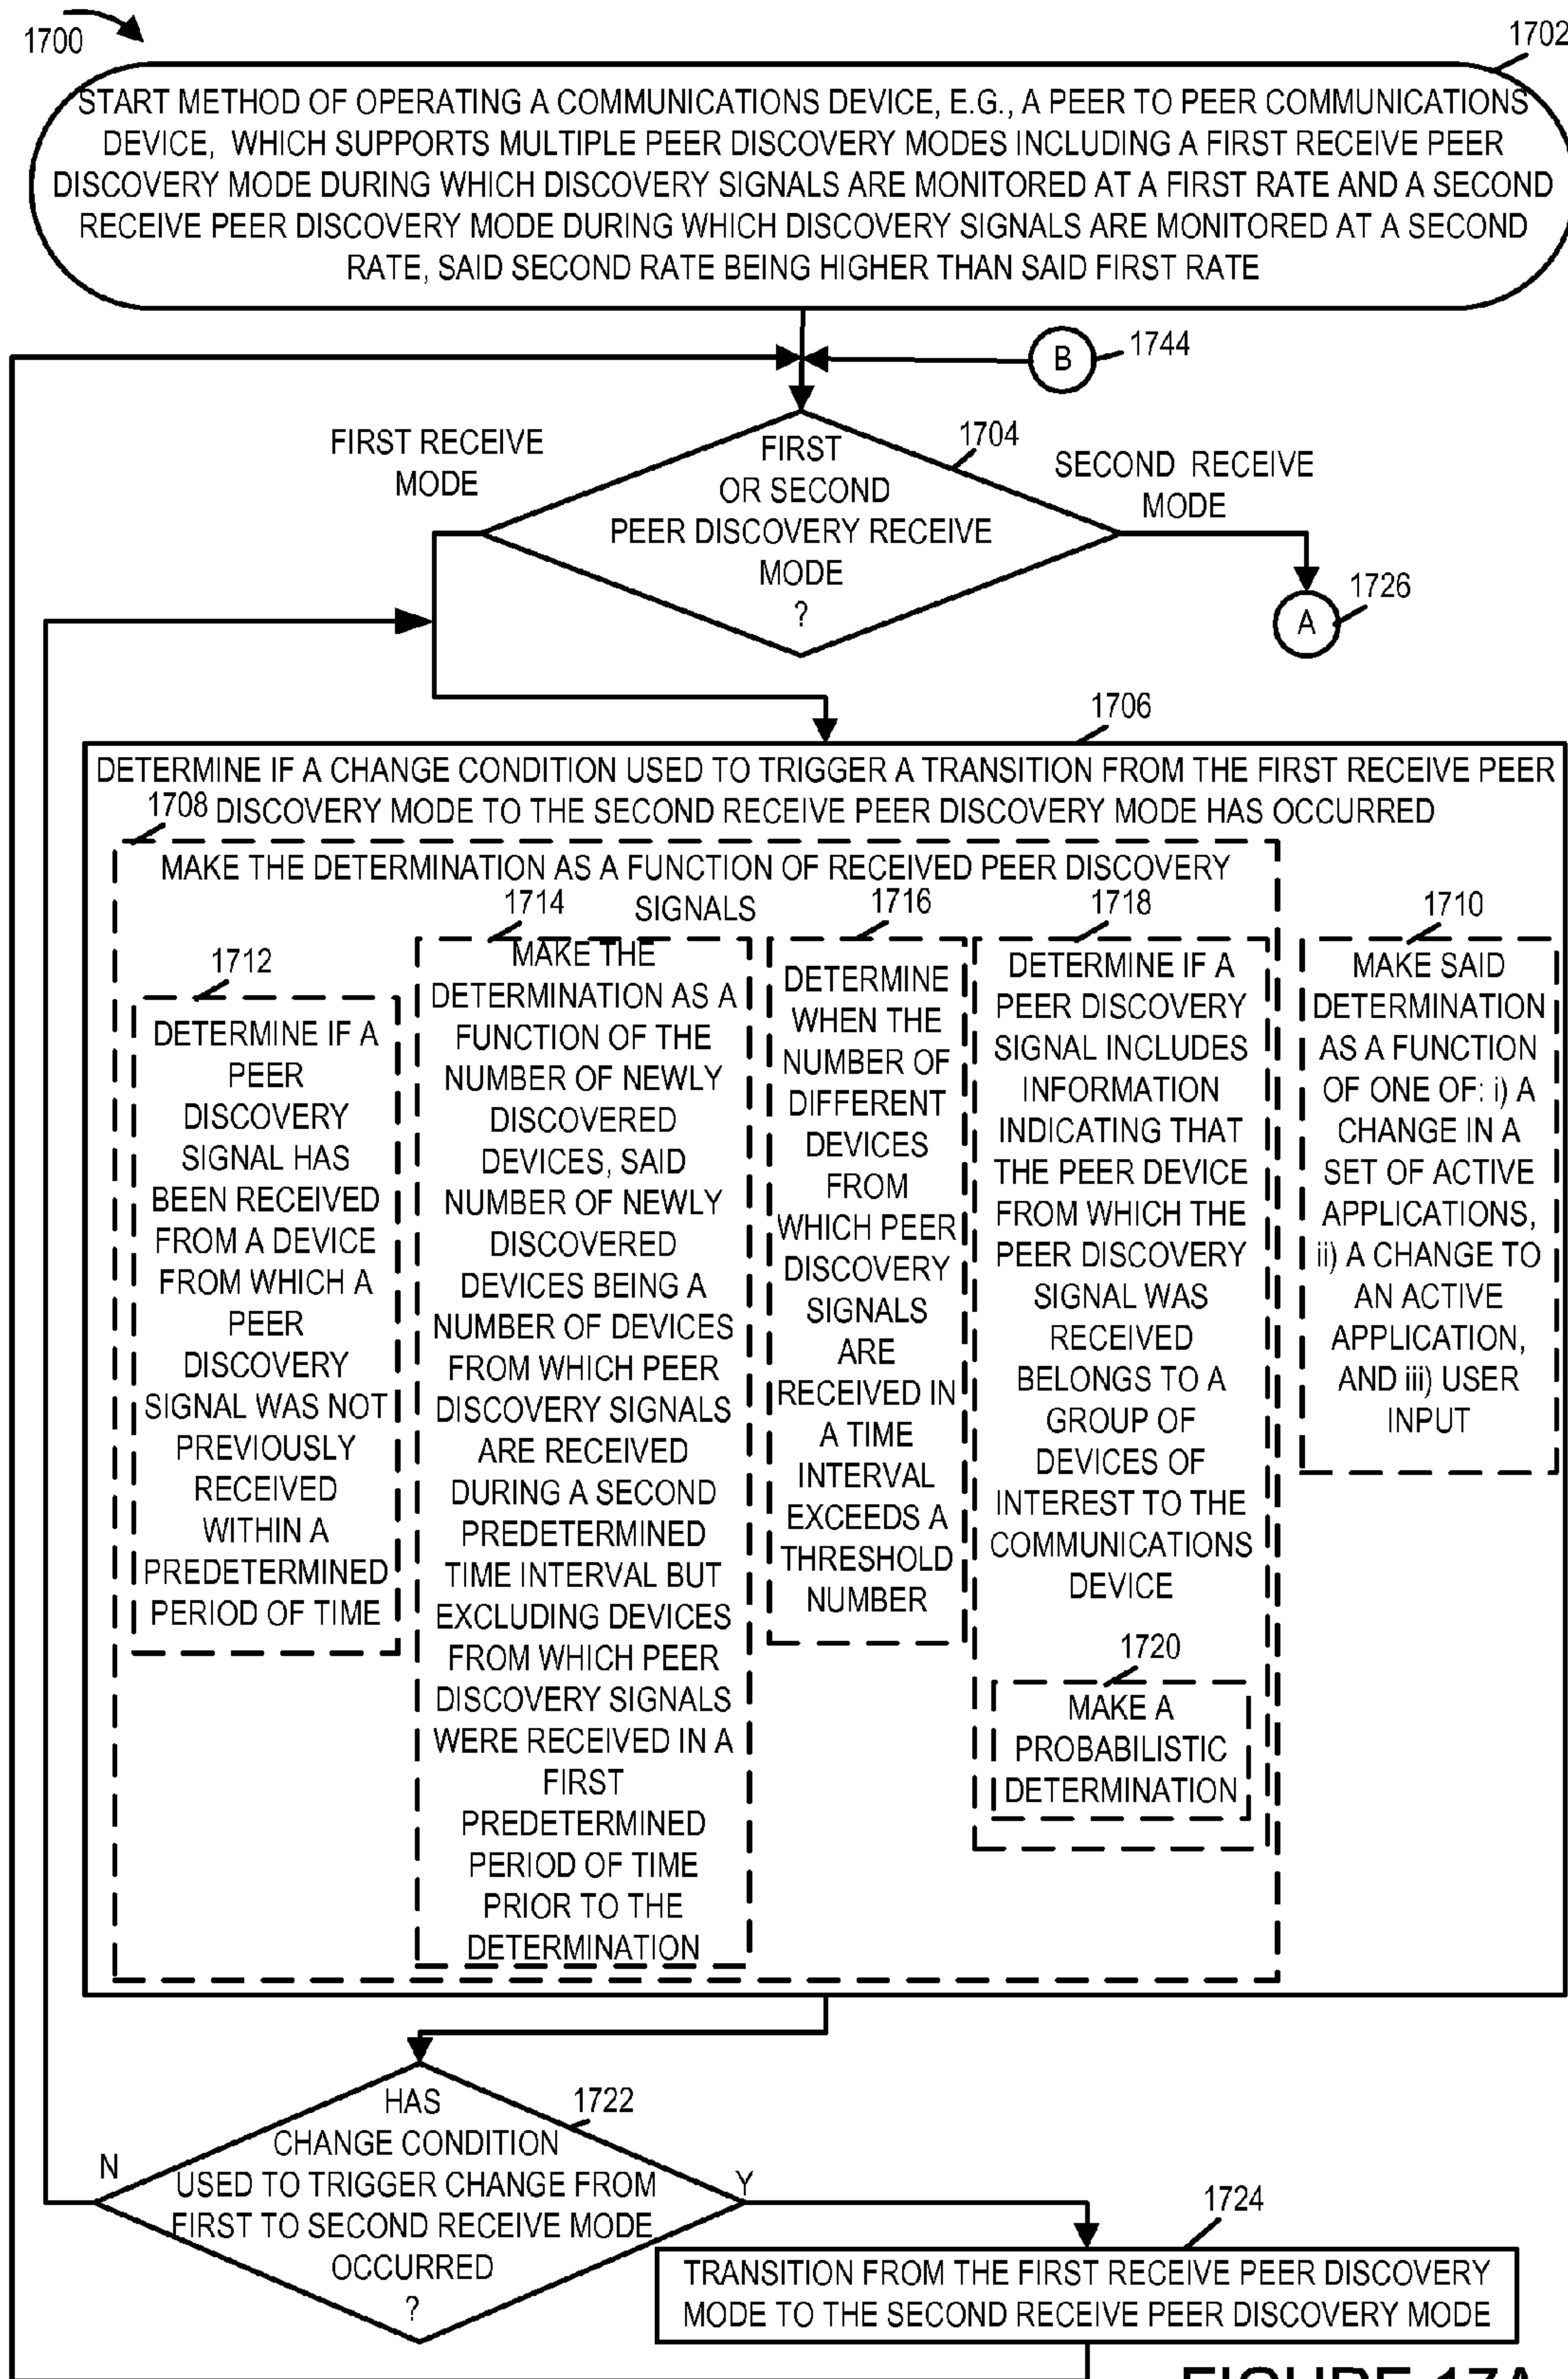 1700
1702
START METHOD OF OPERATING A COMMUNICATIONS DEVICE, E.G., A PEER TO PEER COMMUNICATIONS
DEVICE, WHICH SUPPORTS MULTIPLE PEER DISCOVERY MODES INCLUDING A FIRST RECEIVE PEER
DISCOVERY MODE DURING WHICH DISCOVERY SIGNALS ARE MONITORED AT A FIRST RATE AND A SECOND
RECEIVE PEER DISCOVERY MODE DURING WHICH DISCOVERY SIGNALS ARE MONITORED AT A SECOND
RATE, SAID SECOND RATE BEING HIGHER THAN SAID FIRST RATE
B
1744
FIRST RECEIVE
MODE
1704
FIRST
OR SECOND
PEER DISCOVERY RECEIVE
MODE
?
SECOND RECEIVE
MODE
A
1726
1706
DETERMINE IF A CHANGE CONDITION USED TO TRIGGER A TRANSITION FROM THE FIRST RECEIVE PEER
DISCOVERY MODE TO THE SECOND RECEIVE PEER DISCOVERY MODE HAS OCCURRED
1708
MAKE THE DETERMINATION AS A FUNCTION OF RECEIVED PEER DISCOVERY
SIGNALS
1712
DETERMINE IF A
PEER
DISCOVERY
SIGNAL HAS
BEEN RECEIVED
FROM A DEVICE
FROM WHICH A
PEER
DISCOVERY
SIGNAL WAS NOT
PREVIOUSLY
RECEIVED
WITHIN A
PREDETERMINED
PERIOD OF TIME
1714
MAKE THE
DETERMINATION AS A
FUNCTION OF THE
NUMBER OF NEWLY
DISCOVERED
DEVICES, SAID
NUMBER OF NEWLY
DISCOVERED
DEVICES BEING A
NUMBER OF DEVICES
FROM WHICH PEER
DISCOVERY SIGNALS
ARE RECEIVED
DURING A SECOND
PREDETERMINED
TIME INTERVAL BUT
EXCLUDING DEVICES
FROM WHICH PEER
DISCOVERY SIGNALS
WERE RECEIVED IN A
FIRST
PREDETERMINED
PERIOD OF TIME
PRIOR TO THE
DETERMINATION
1716
DETERMINE
WHEN THE
NUMBER OF
DIFFERENT
DEVICES
FROM
WHICH PEER
DISCOVERY
SIGNALS
ARE
RECEIVED IN
A TIME
INTERVAL
EXCEEDS A
THRESHOLD
NUMBER
1718
DETERMINE IF A
PEER DISCOVERY
SIGNAL INCLUDES
INFORMATION
INDICATING THAT
THE PEER DEVICE
FROM WHICH THE
PEER DISCOVERY
SIGNAL WAS
RECEIVED
BELONGS TO A
GROUP OF
DEVICES OF
INTEREST TO THE
COMMUNICATIONS
DEVICE
1720
MAKE A
PROBABILISTIC
DETERMINATION
1710
MAKE SAID
DETERMINATION
AS A FUNCTION
OF ONE OF: i) A
CHANGE IN A
SET OF ACTIVE
APPLICATIONS,
ii) A CHANGE TO
AN ACTIVE
APPLICATION,
AND iii) USER
INPUT
1722
HAS
CHANGE CONDITION
USED TO TRIGGER CHANGE FROM
FIRST TO SECOND RECEIVE MODE
OCCURRED
?
N
Y
1724
TRANSITION FROM THE FIRST RECEIVE PEER DISCOVERY
MODE TO THE SECOND RECEIVE PEER DISCOVERY MODE
FIGURE 17A